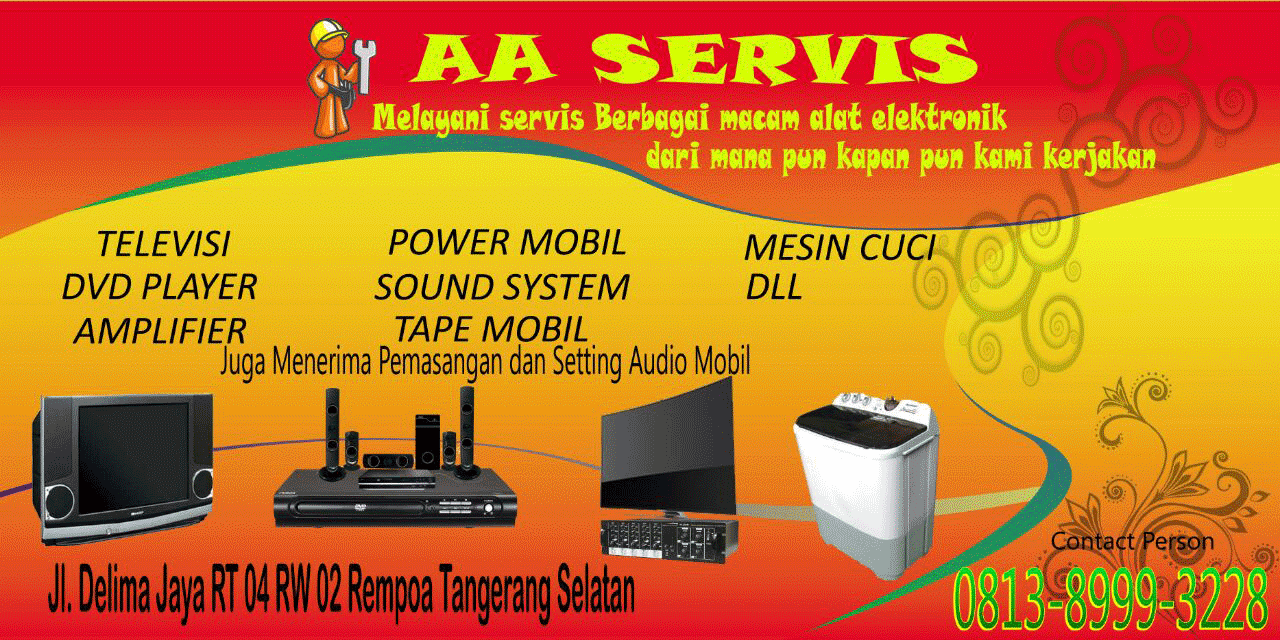 AA SERVIS
Melayani servis Berbagai macam alat elektronik
dari mana pun kapan pun kami kerjakan
TELEVISI
DVD PLAYER
AMPLIFIER
POWER MOBIL
SOUND SYSTEM
TAPE MOBIL
MESIN CUCI
DLL
Juga Menerima Pemasangan dan Setting Audio Mobil
Jl. Delima Jaya RT 04 RW 02 Rempoa Tangerang Selatan
Contact Person
0813-8999-3228